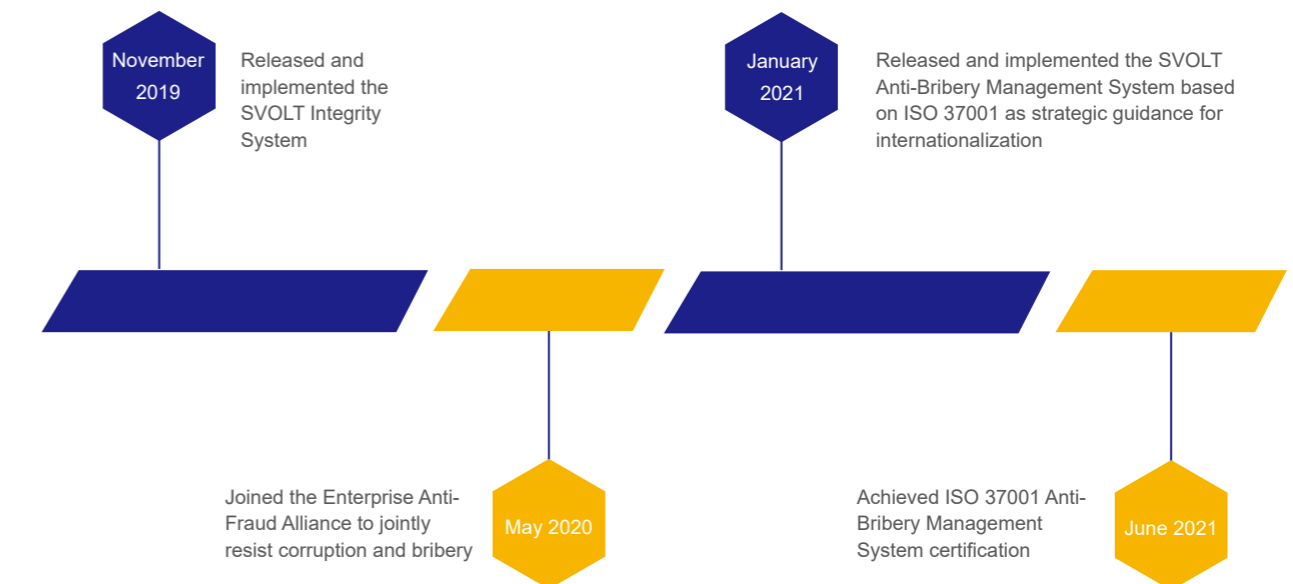 November
2019
Released and
implemented the
SVOLT Integrity
System
January
2021
Released and implemented the SVOLT
Anti-Bribery Management System based
on ISO 37001 as strategic guidance for
internationalization
Joined the Enterprise Anti-
Fraud Alliance to jointly
resist corruption and bribery
May 2020
Achieved ISO 37001 Anti-
Bribery Management
System certification
June 2021